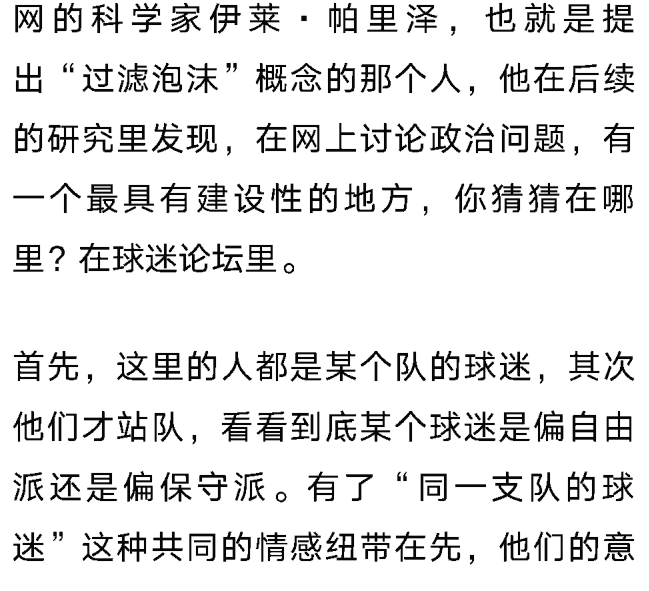 网的科学家伊莱·帕里泽，也就是提
出“过滤泡沫”概念的那个人，他在后续
的研究里发现，在网上讨论政治问题，有
一个最具有建设性的地方，你猜猜在哪
里？在球迷论坛里。
首先，这里的人都是某个队的球迷，其次
他们才站队，看看到底某个球迷是偏自由
派还是偏保守派。有了“同一支队的球
迷”这种共同的情感纽带在先，他们的意